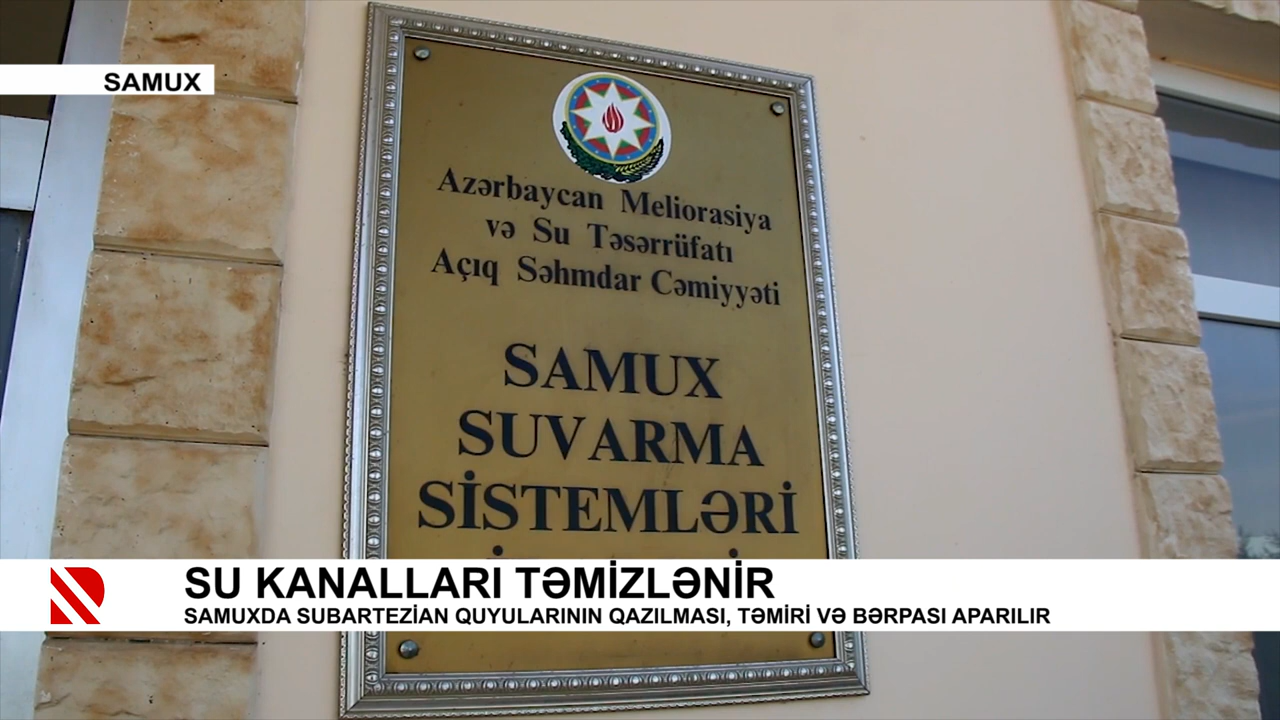 SAMUX
Azərbaycan Meliorasiya
və Su Təsərrüfatı
Açıq Səhmdar Cəmiyyəti
SAMUX
SUVARMA
SİSTEMLƏRİ
SU KANALLARI TƏMİZLƏNİR
SAMUXDA SUBARTEZİAN QUYULARININ QAZILMASI, TƏMİRİ VƏ BƏRPASI APARILIR